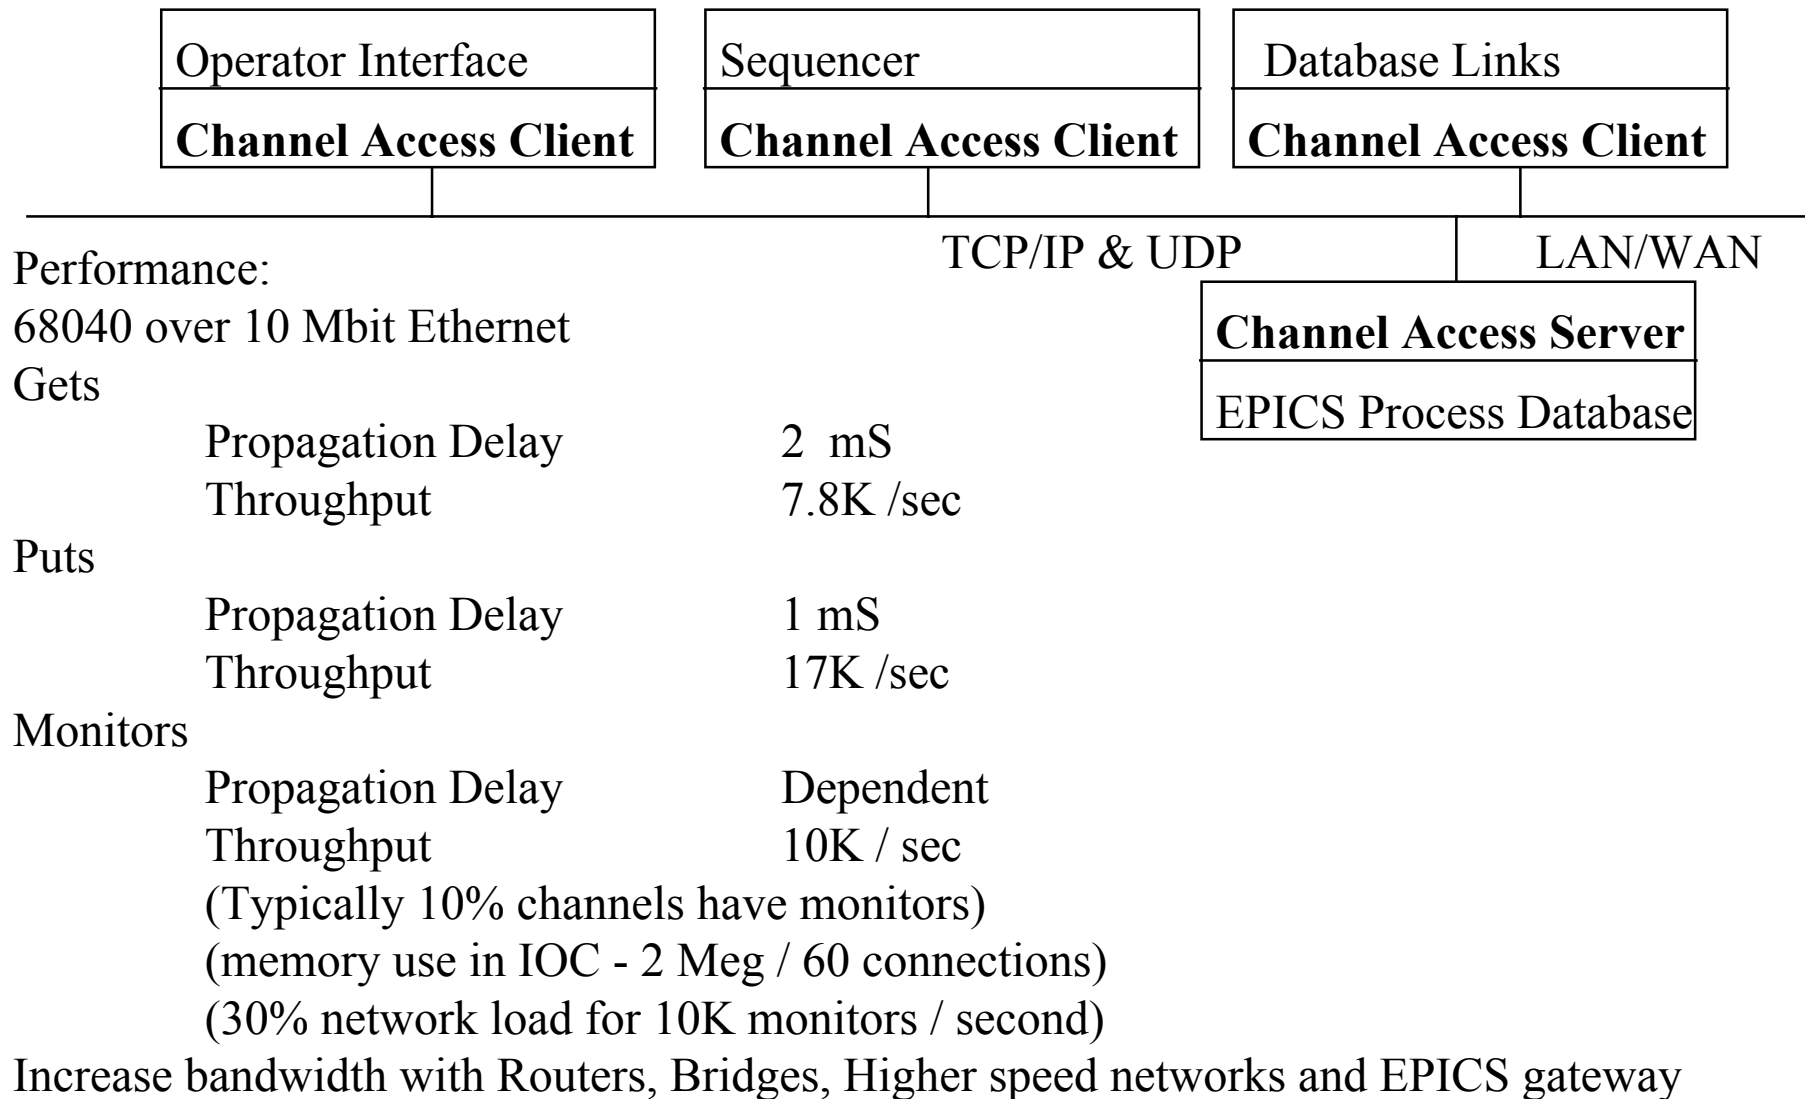 Operator Interface
Channel Access Client
Sequencer
Channel Access Client
Database Links
Channel Access Client
TCP/IP & UDP
LAN/WAN
Channel Access Server
EPICS Process Database
Performance:
68040 over 10 Mbit Ethernet
Gets
Propagation Delay 2 mS
Throughput 7.8K /sec
Puts
Propagation Delay 1 mS
Throughput 17K /sec
Monitors
Propagation Delay Dependent
Throughput 10K / sec
(Typically 10% channels have monitors)
(memory use in IOC - 2 Meg / 60 connections)
(30% network load for 10K monitors / second)
Increase bandwidth with Routers, Bridges, Higher speed networks and EPICS gateway